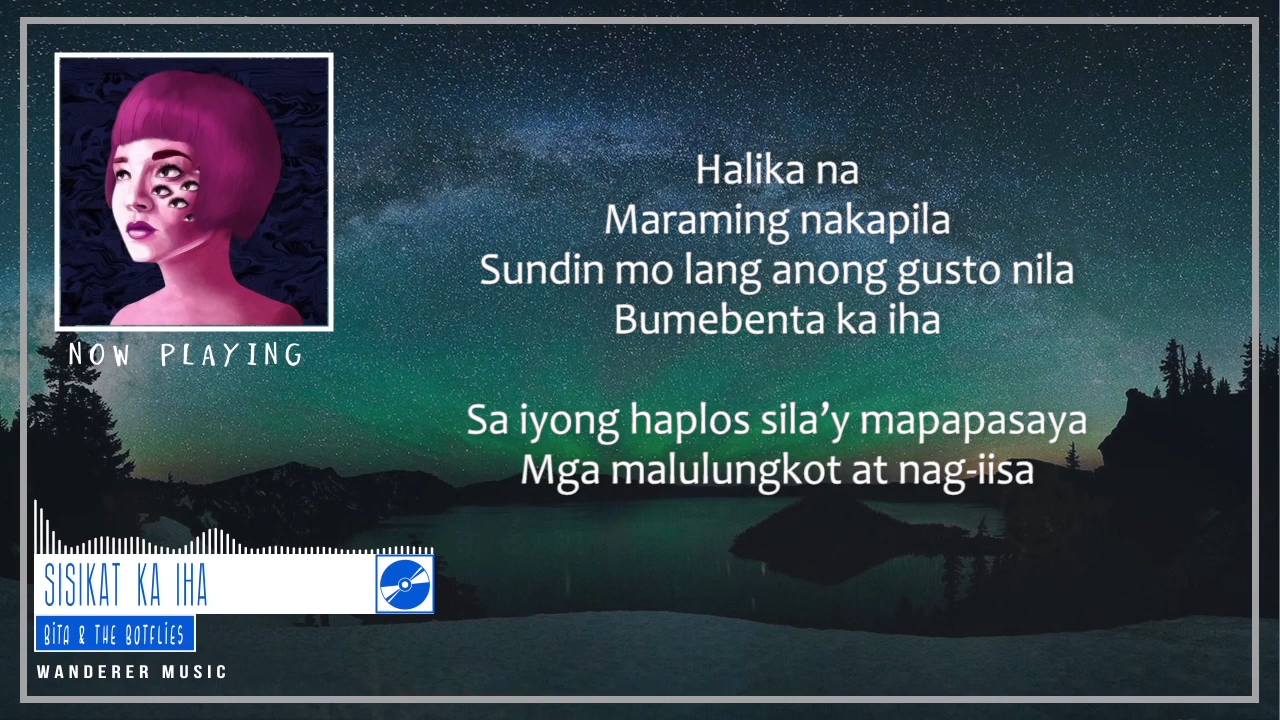 Halika na
Maraming nakapila
Sundin mo lang anong gusto nila
Bumebenta ka iha
Sa iyong haplos sila’y mapapasaya
Mga malulungkot at nag-iisa
NOW PLAYING
SISIKAT KA IHA
BiTA & THE BOTFLiES
WANDERER MUSIC